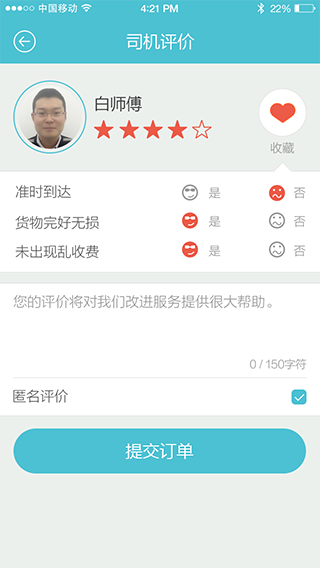 中国移动 4:21 PM 22%
司机评价
白师傅
收藏
准时到达 是 否
货物完好无损 是 否
未出现乱收费 是 否
您的评价将对我们改进服务提供很大帮助。
0 / 150字符
匿名评价
提交订单